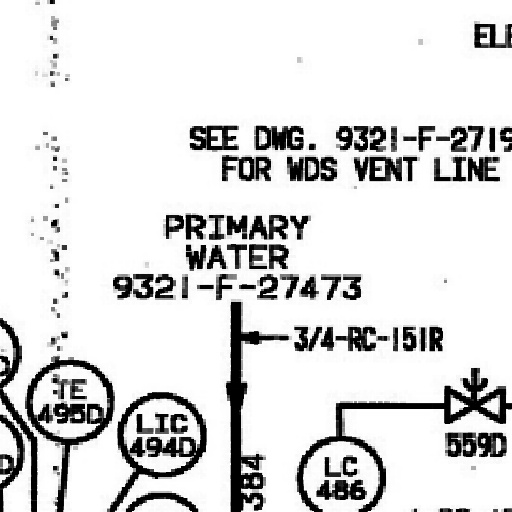 SEE DWG. 9321-F-2719
FOR WDS VENT LINE
PRIMARY
WATER
9321-F-27473
3/4-RC-151R
TE
495D
LIC
494D
559D
LC
486
384